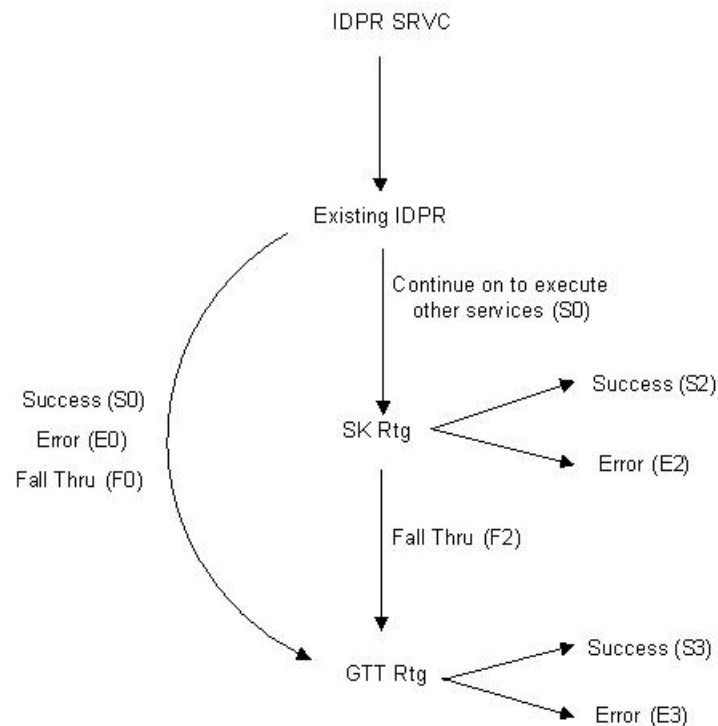 IDPR SRVC
Existing IDPR
Continue on to execute
other services (S0)
Success (S0)
Error (E0)
Fall Thru (F0)
Success (S2)
SK Rtg
Error (E2)
Fall Thru (F2)
Success (S3)
GTT Rtg
Error (E3)